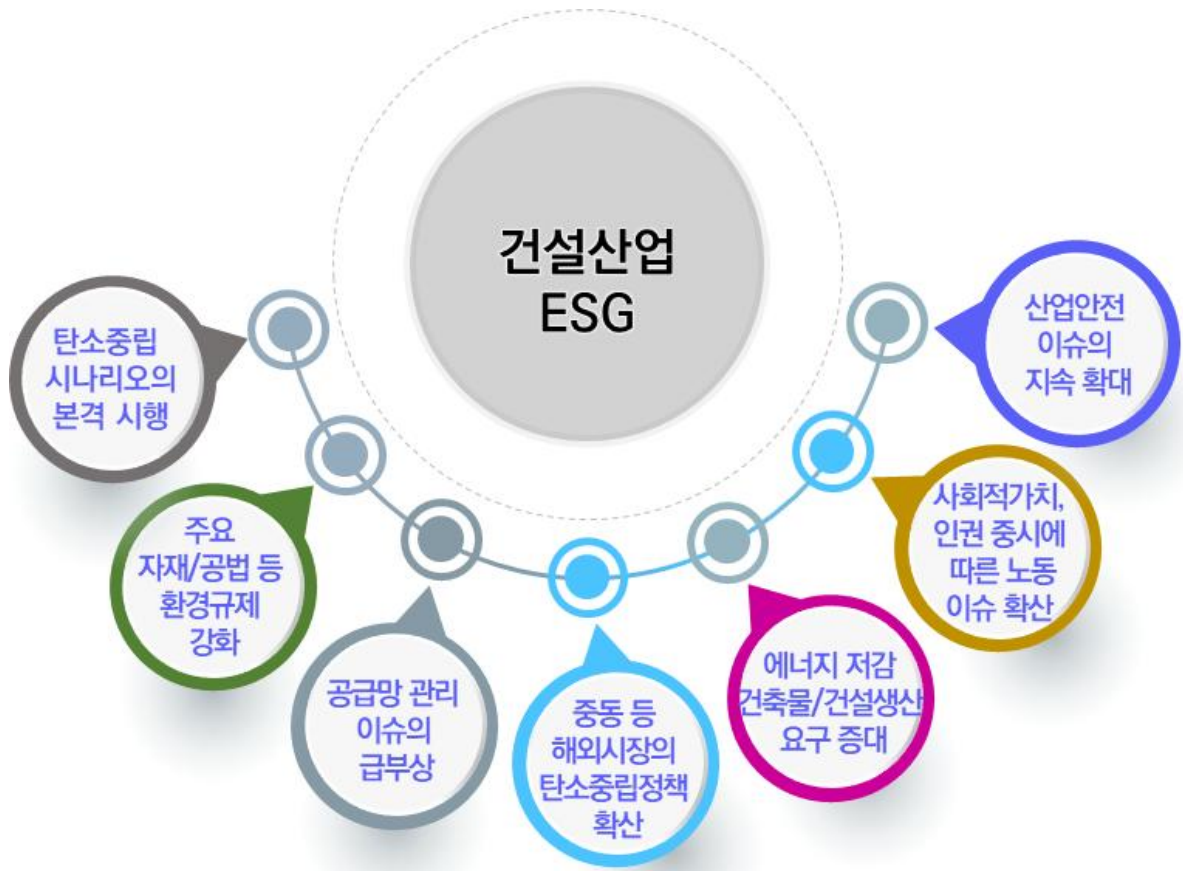 건설산업
ESG
탄소중립
시나리오의
본격 시행
주요
자재/공법 등
환경규제
강화
공급망 관리
이슈의
급부상
중동 등
해외시장의
탄소중립정책
확산
에너지 저감
건축물/건설생산
요구 증대
사회적가치,
인권 중시에
따른 노동
이슈 확산
산업안전
이슈의
지속 확대